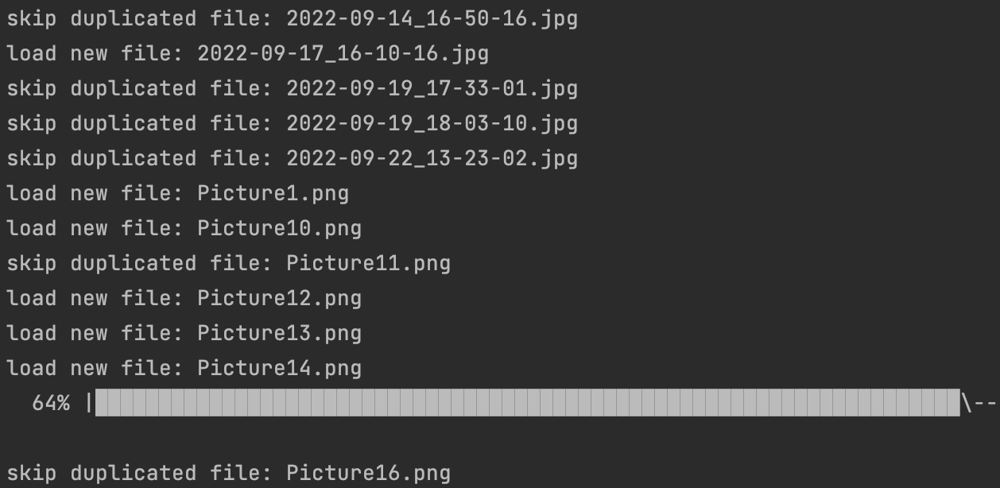 skip duplicated file: 2022-09-14_16-50-16.jpg
load new file: 2022-09-17_16-10-16.jpg
skip duplicated file: 2022-09-19_17-33-01.jpg
skip duplicated file: 2022-09-19_18-03-10.jpg
skip duplicated file: 2022-09-22_13-23-02.jpg
load new file: Picture1.png
load new file: Picture10.png
skip duplicated file: Picture11.png
load new file: Picture12.png
load new file: Picture13.png
load new file: Picture14.png
64% |████████████████████████████████████████████████████████████████████\--
skip duplicated file: Picture16.png